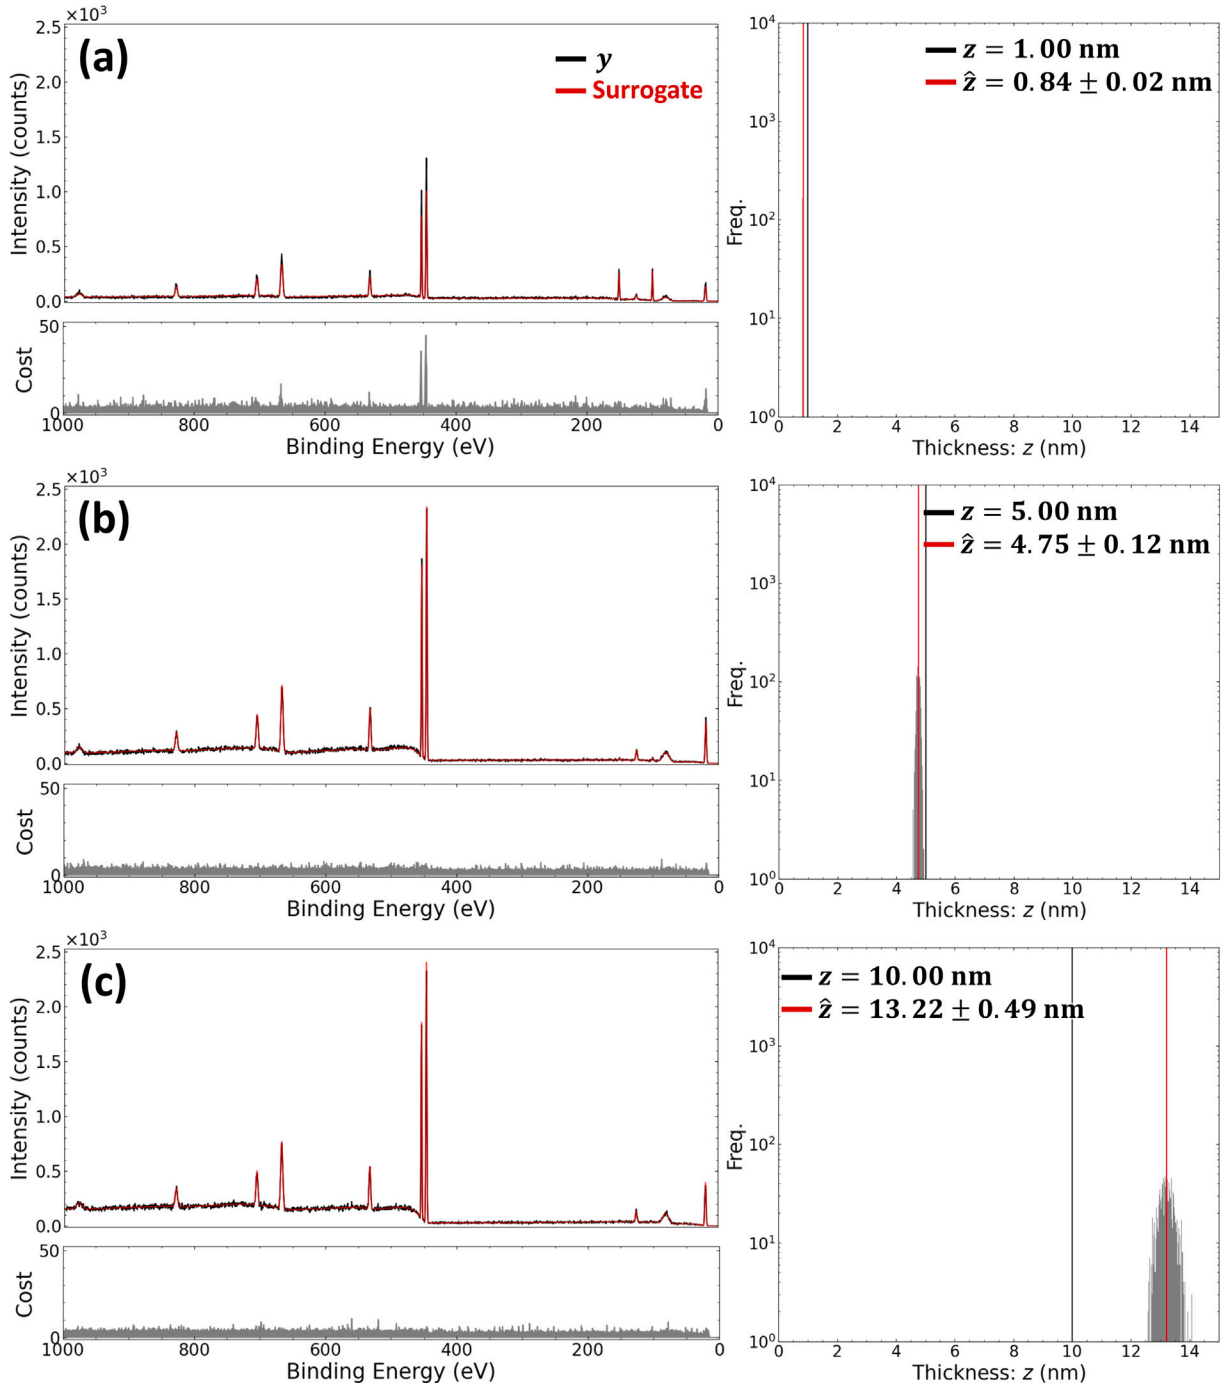 ×10³
2.5
2.0
1.5
1.0
0.5
0.0
Intensity (counts)
(a)
y
Surrogate
50
0
Cost
1000 800 600 400 200 0
Binding Energy (eV)
10⁴
10³
10²
10¹
10⁰
Freq.
z = 1.00 nm
ẑ = 0.84 ± 0.02 nm
0 2 4 6 8 10 12 14
Thickness: z (nm)
×10³
2.5
2.0
1.5
1.0
0.5
0.0
Intensity (counts)
(b)
50
0
Cost
1000 800 600 400 200 0
Binding Energy (eV)
10⁴
10³
10²
10¹
10⁰
Freq.
z = 5.00 nm
ẑ = 4.75 ± 0.12 nm
0 2 4 6 8 10 12 14
Thickness: z (nm)
×10³
2.5
2.0
1.5
1.0
0.5
0.0
Intensity (counts)
(c)
50
0
Cost
1000 800 600 400 200 0
Binding Energy (eV)
10⁴
10³
10²
10¹
10⁰
Freq.
z = 10.00 nm
ẑ = 13.22 ± 0.49 nm
0 2 4 6 8 10 12 14
Thickness: z (nm)